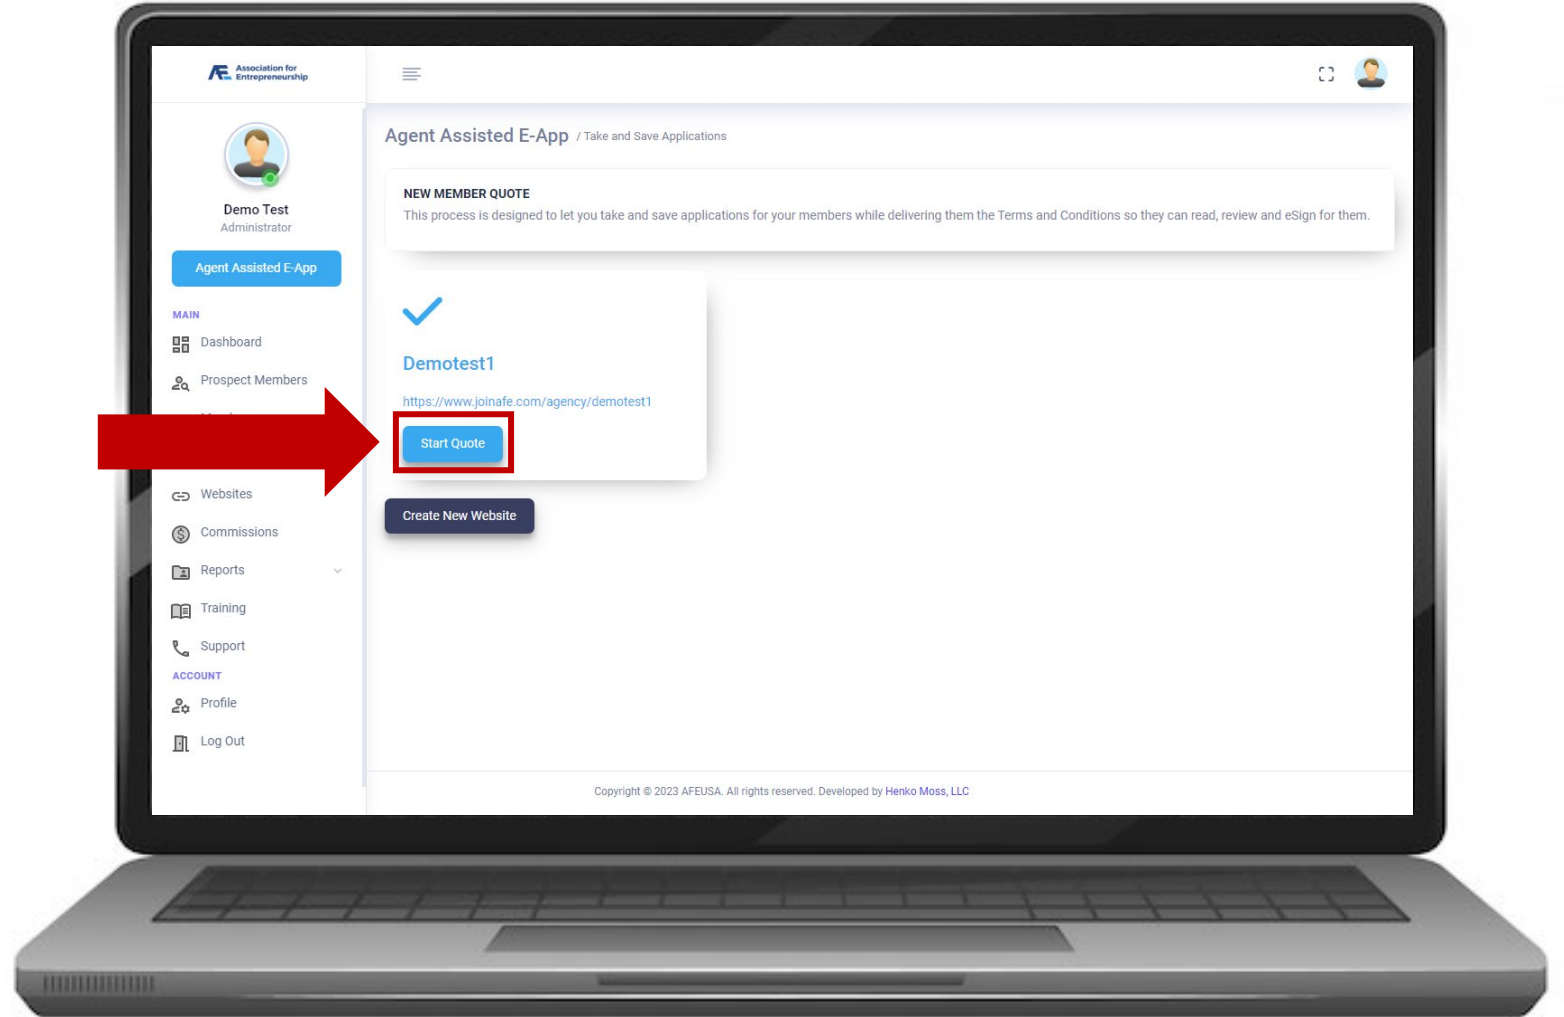 Association for
Entrepreneurship
Demo Test
Administrator
Agent Assisted E-App
MAIN
Dashboard
Prospect Members
Websites
Commissions
Reports
Training
Support
ACCOUNT
Profile
Log Out
Agent Assisted E-App / Take and Save Applications
NEW MEMBER QUOTE
This process is designed to let you take and save applications for your members while delivering them the Terms and Conditions so they can read, review and eSign for them.
Demotest1
https://www.joinafe.com/agency/demotest1
Start Quote
Create New Website
Copyright © 2023 AFEUSA. All rights reserved. Developed by Henko Moss, LLC